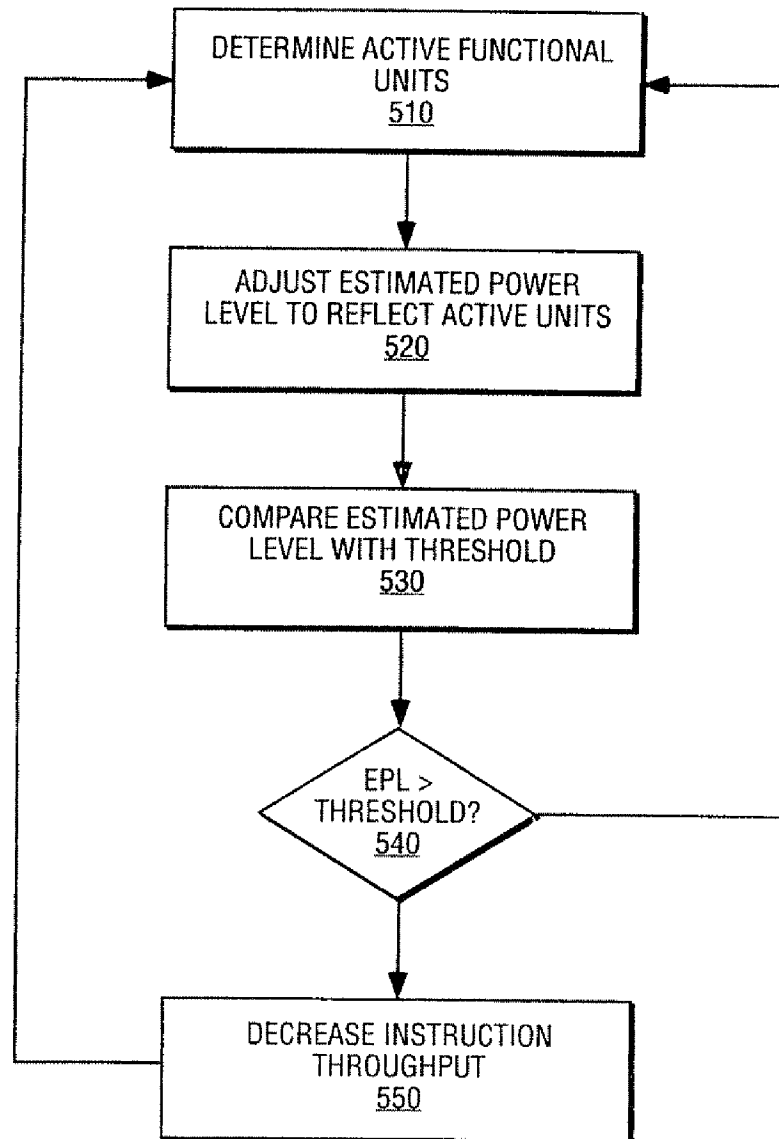 DETERMINE ACTIVE FUNCTIONAL
UNITS
510
ADJUST ESTIMATED POWER
LEVEL TO REFLECT ACTIVE UNITS
520
COMPARE ESTIMATED POWER
LEVEL WITH THRESHOLD
530
EPL >
THRESHOLD?
540
DECREASE INSTRUCTION
THROUGHPUT
550